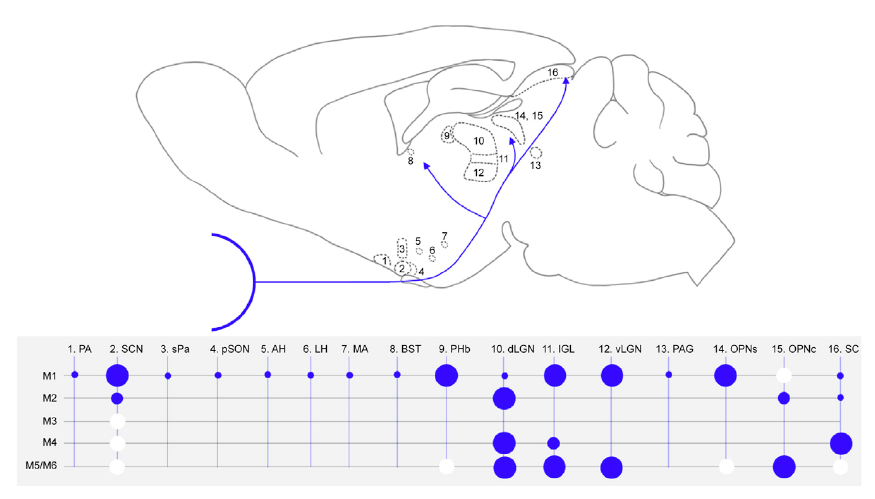 16
14, 15
9
10
8
11
13
12
7
5
3
6
1
2
4
1. PA 2. SCN 3. sPa 4. pSON 5. AH 6. LH 7. MA 8. BST 9. PHb 10. dLGN 11. IGL 12. vLGN 13. PAG 14. OPNs 15. OPNc 16. SC
M1
M2
M3
M4
M5/M6